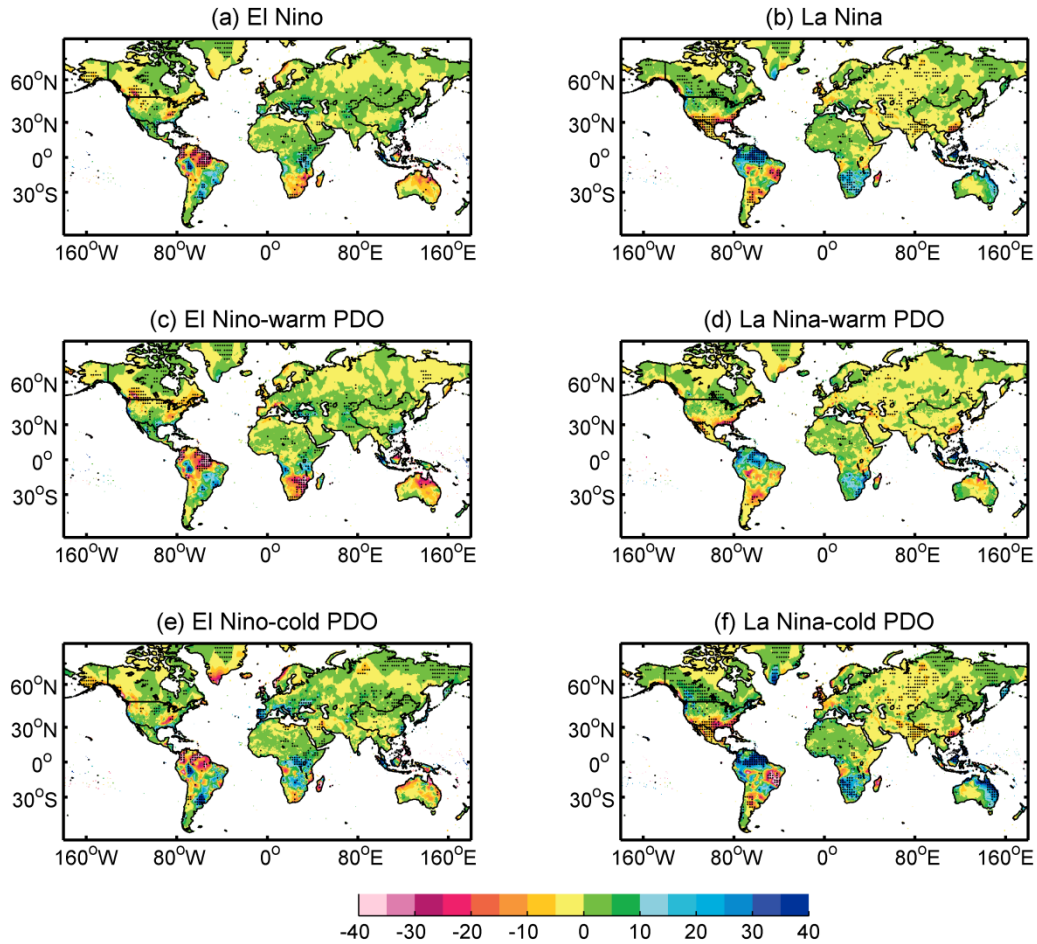 (a) El Nino
(b) La Nina
60°N
30°N
0°
30°S
160°W 80°W 0° 80°E 160°E
60°N
30°N
0°
30°S
160°W 80°W 0° 80°E 160°E
(c) El Nino-warm PDO
(d) La Nina-warm PDO
60°N
30°N
0°
30°S
160°W 80°W 0° 80°E 160°E
60°N
30°N
0°
30°S
160°W 80°W 0° 80°E 160°E
(e) El Nino-cold PDO
(f) La Nina-cold PDO
60°N
30°N
0°
30°S
160°W 80°W 0° 80°E 160°E
60°N
30°N
0°
30°S
160°W 80°W 0° 80°E 160°E
-40 -30 -20 -10 0 10 20 30 40